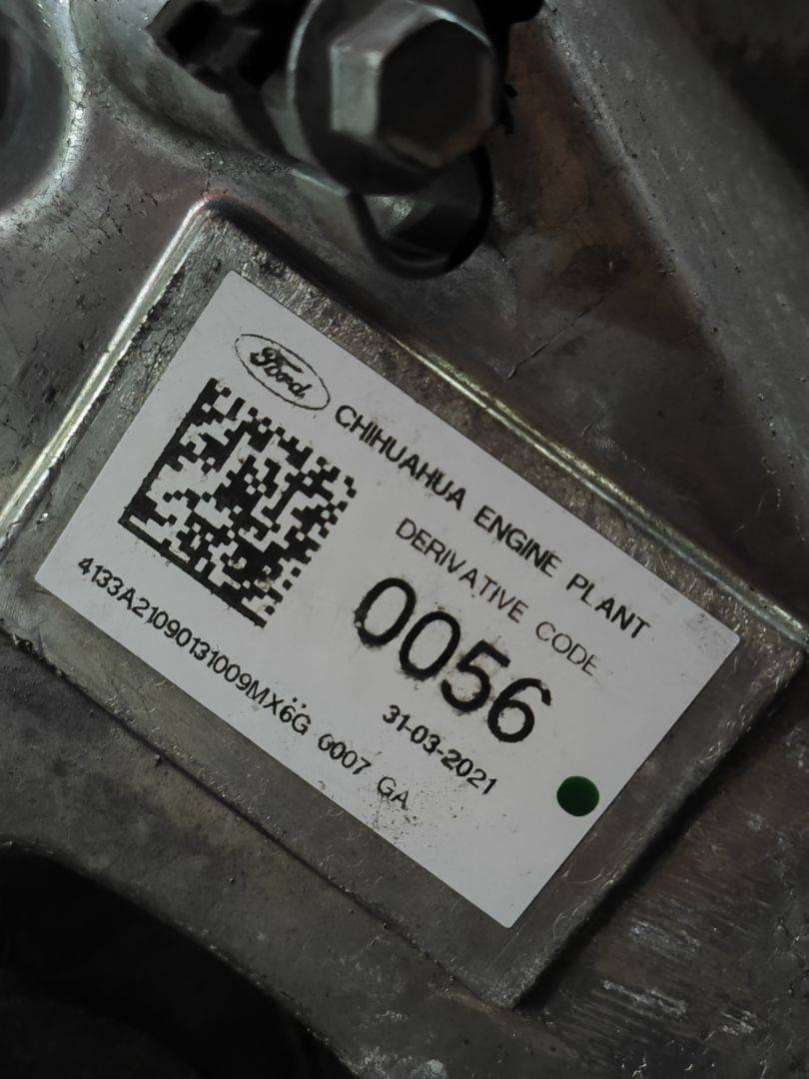 Ford
CHIHUAHUA ENGINE PLANT
DERIVATIVE CODE
0056
31-03-2021
4133A21090131009MX6G 6007 GA